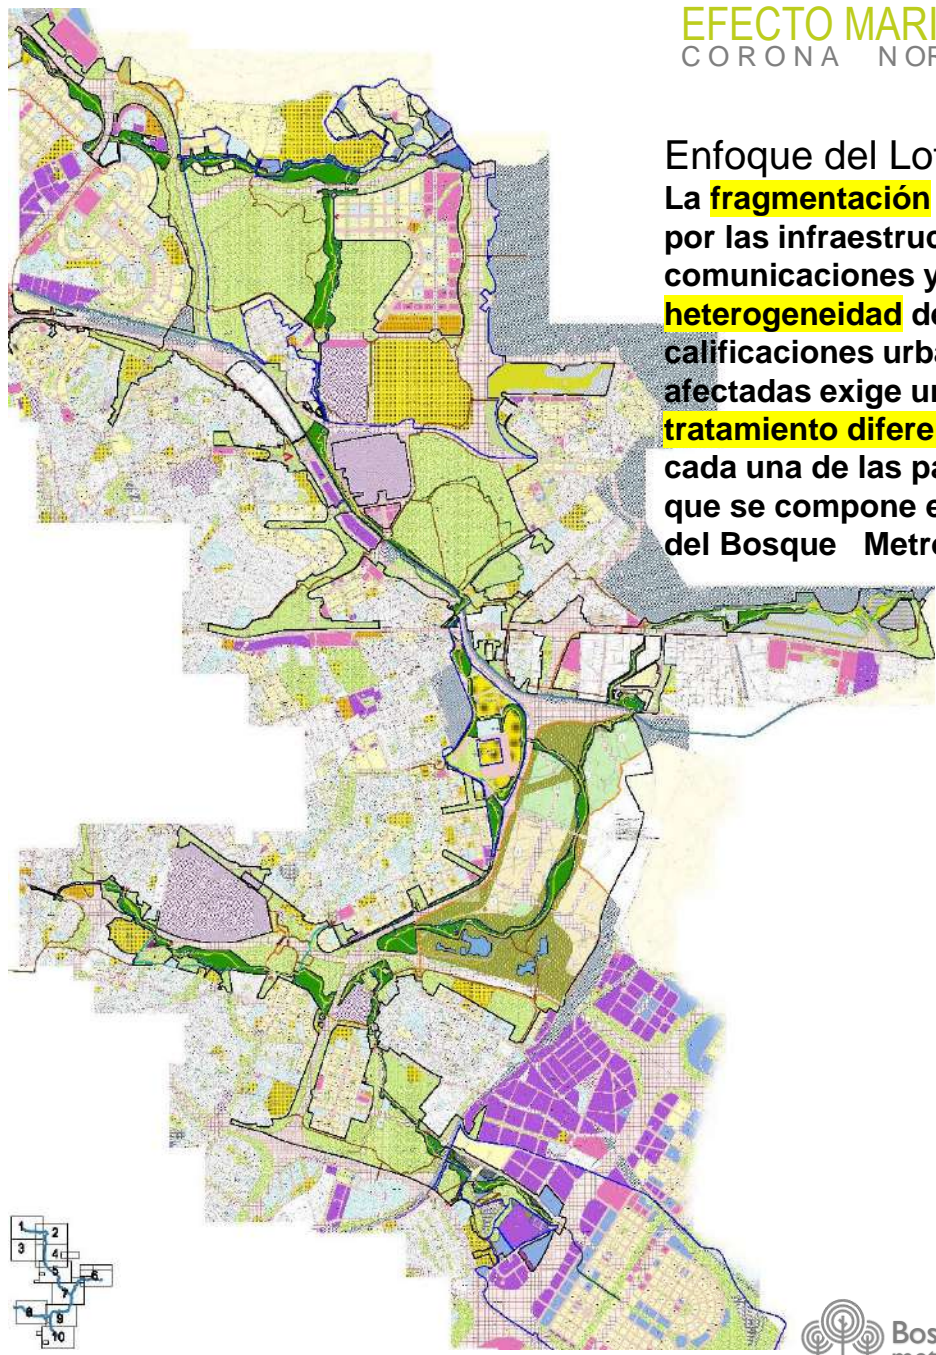 EFECTO MARI
CORONA NOR
Enfoque del Lot
La fragmentación
por las infraestruc
comunicaciones y
heterogeneidad de
calificaciones urba
afectadas exige un
tratamiento difere
cada una de las pa
que se compone e
del Bosque Metro
1
2
3
4
5
6
7
8
9
10
Bos